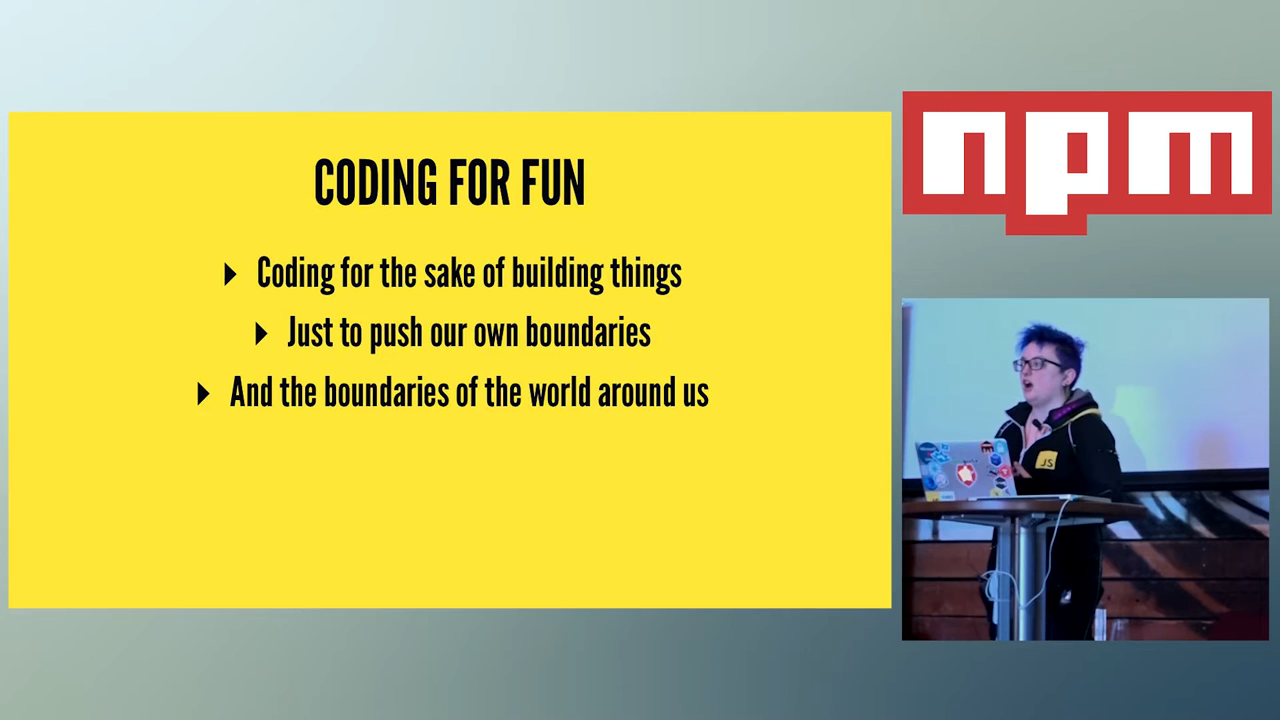 CODING FOR FUN
Coding for the sake of building things
Just to push our own boundaries
And the boundaries of the world around us
npm
JS